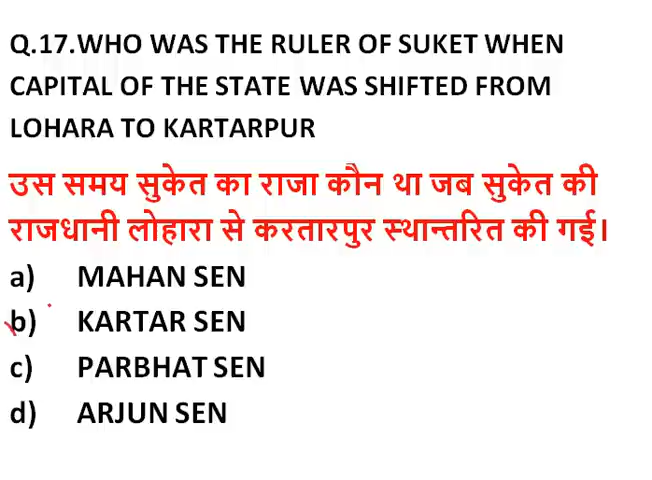 Q.17.WHO WAS THE RULER OF SUKET WHEN
CAPITAL OF THE STATE WAS SHIFTED FROM
LOHARA TO KARTARPUR
उस समय सुकेत का राजा कौन था जब सुकेत की
राजधानी लोहारा से करतारपुर स्थान्तरित की गई।
a) MAHAN SEN
b) KARTAR SEN
c) PARBHAT SEN
d) ARJUN SEN